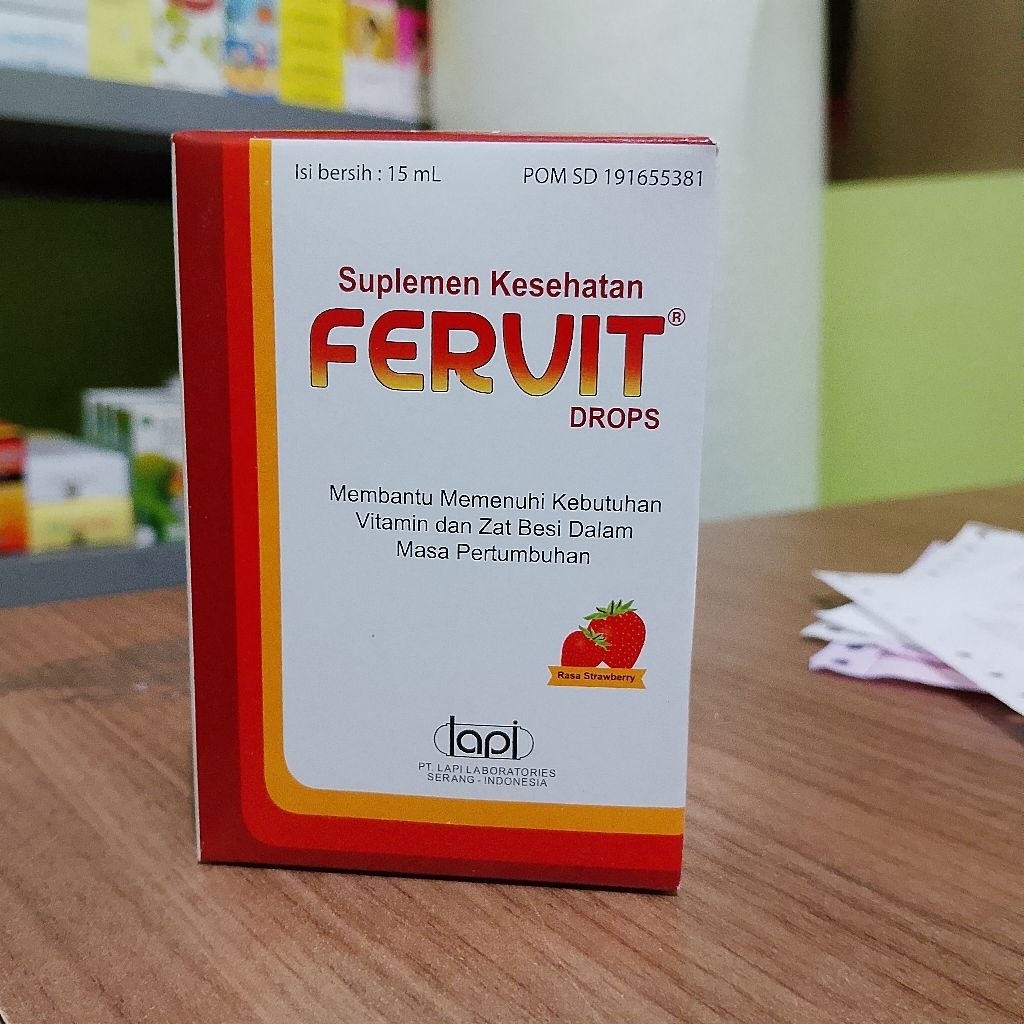 Isi bersih : 15 mL
POM SD 191655381
Suplemen Kesehatan
FERVIT®
DROPS
Membantu Memenuhi Kebutuhan
Vitamin dan Zat Besi Dalam
Masa Pertumbuhan
Rasa Strawberry
lapi
PT. LAPI LABORATORIES
SERANG - INDONESIA